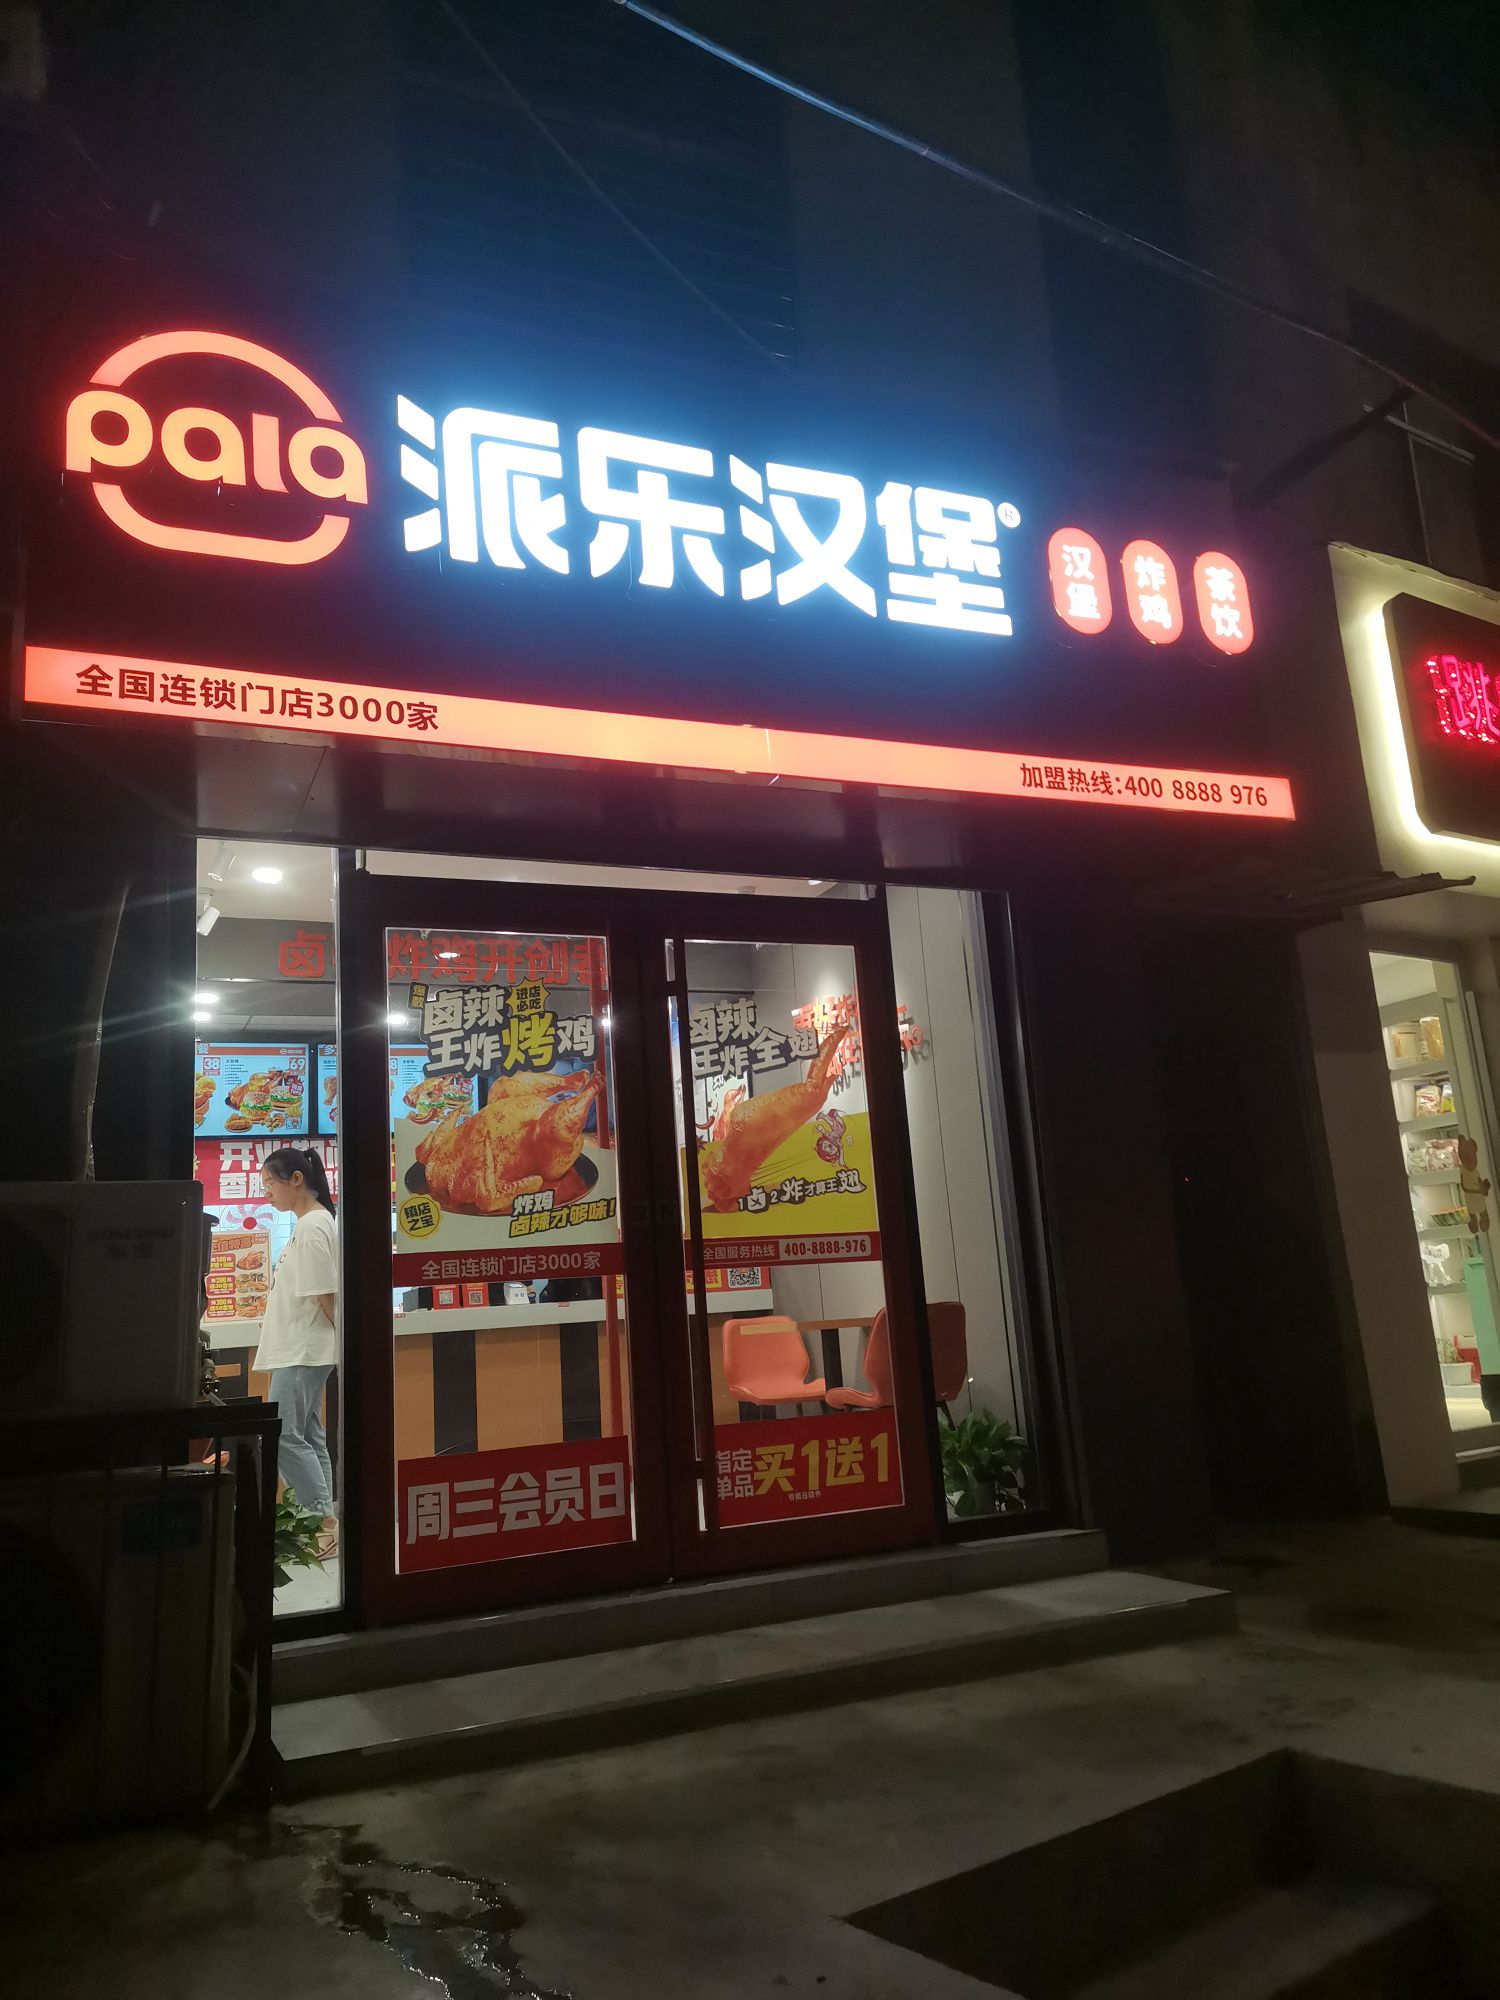 pala
派乐汉堡®
汉堡
炸鸡
茶饮
全国连锁门店3000家
加盟热线:400 8888 976
炸鸡开创
爆款
卤辣
进店
必吃
王炸烤鸡
镇店
之宝
炸鸡
卤辣才够味!
全国连锁门店3000家
周三会员日
卤辣
王炸全翅
1卤2炸才算王翅
全国服务热线 400-8888-976
指定
单品
买1送1
38
69